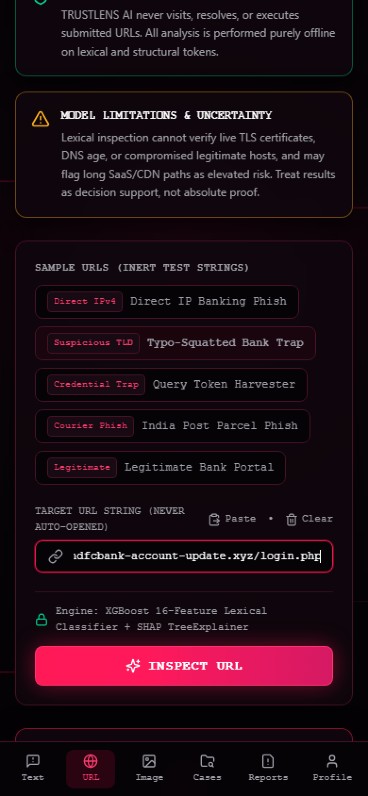 TRUSTLENS AI never visits, resolves, or executes
submitted URLs. All analysis is performed purely offline
on lexical and structural tokens.
MODEL LIMITATIONS & UNCERTAINTY
Lexical inspection cannot verify live TLS certificates,
DNS age, or compromised legitimate hosts, and may
flag long SaaS/CDN paths as elevated risk. Treat results
as decision support, not absolute proof.
SAMPLE URLS (INERT TEST STRINGS)
Direct IPv4 Direct IP Banking Phish
Suspicious TLD Typo-Squatted Bank Trap
Credential Trap Query Token Harvester
Courier Phish India Post Parcel Phish
Legitimate Legitimate Bank Portal
TARGET URL STRING (NEVER
AUTO-OPENED)
Paste • Clear
dfcbank-account-update.xyz/login.php
Engine: XGBoost 16-Feature Lexical
Classifier + SHAP TreeExplainer
INSPECT URL
Text URL Image Cases Reports Profile